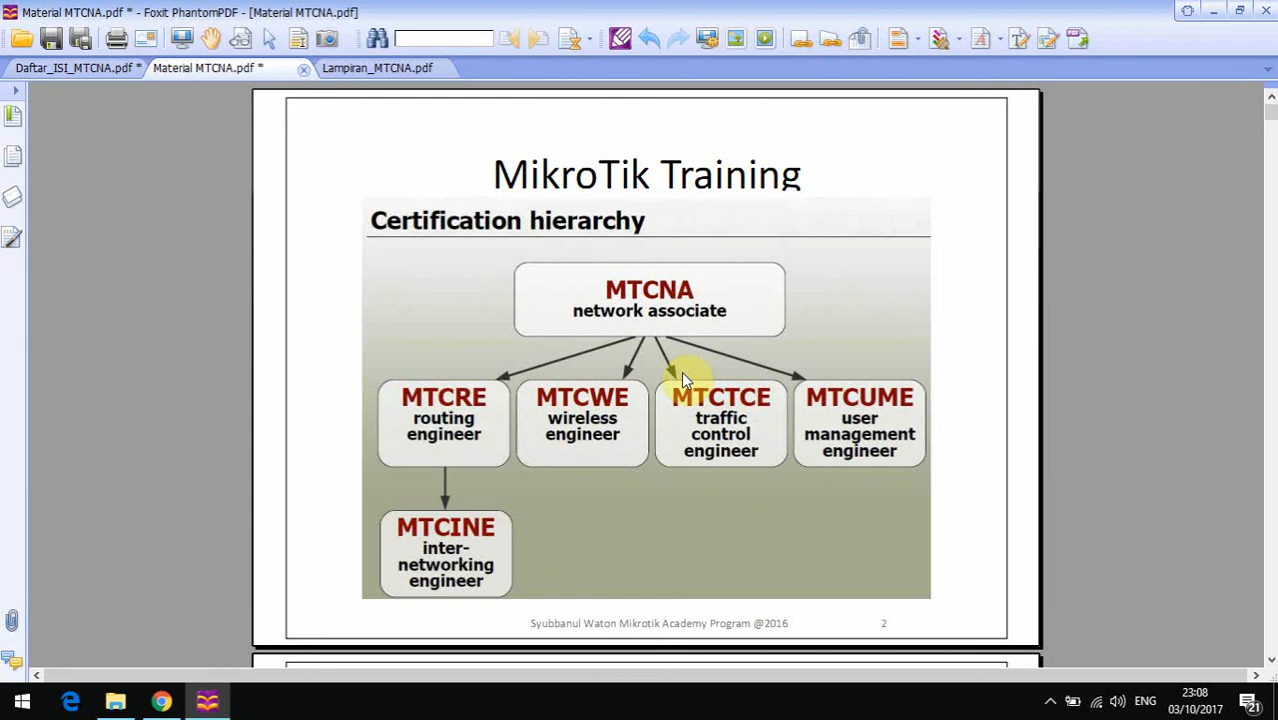 Material MTCNA.pdf * - Foxit PhantomPDF - [Material MTCNA.pdf]
Daftar_ISI_MTCNA.pdf *
Material MTCNA.pdf *
Lampiran_MTCNA.pdf
MikroTik Training
Certification hierarchy
MTCNA
network associate
MTCRE
routing
engineer
MTCWE
wireless
engineer
MTCTCE
traffic
control
engineer
MTCUME
user
management
engineer
MTCINE
inter-
networking
engineer
Syubbanul Waton Mikrotik Academy Program @2016
2
ENG
23:08
03/10/2017
21